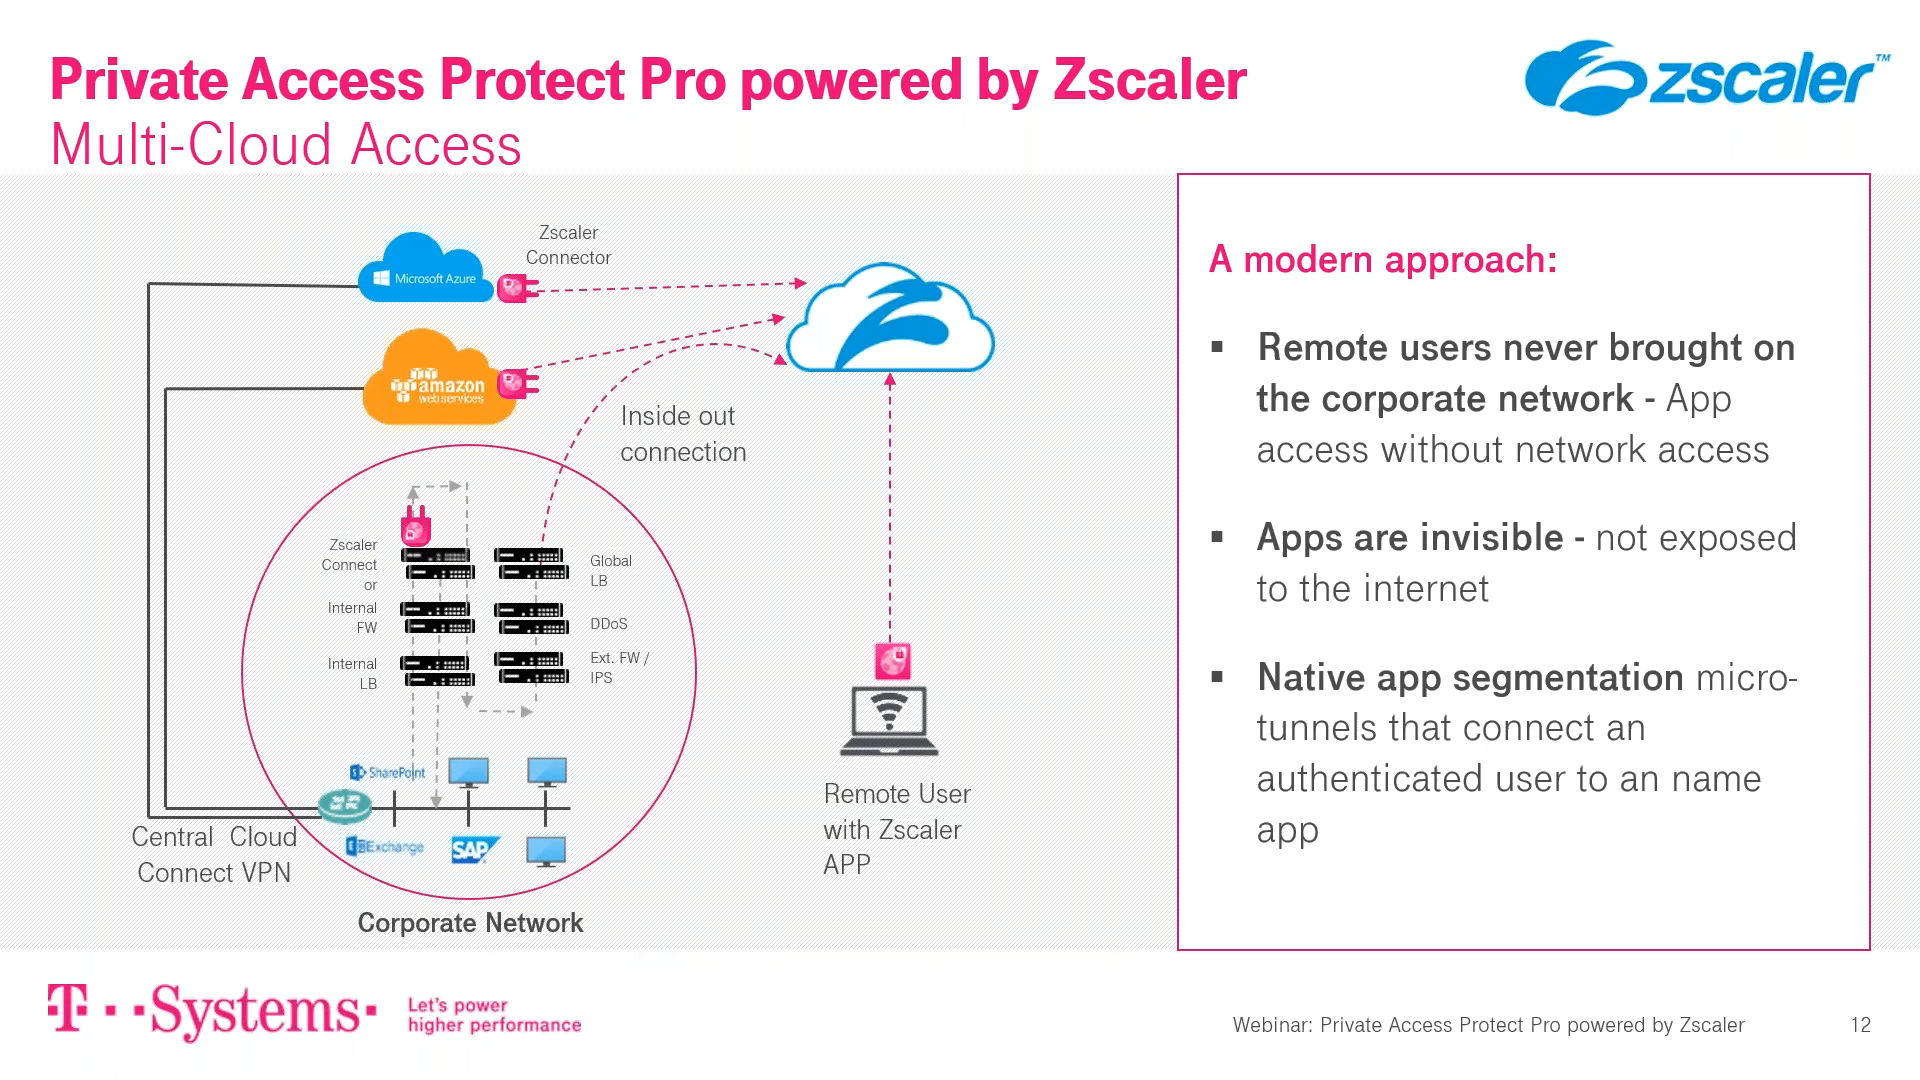 Private Access Protect Pro powered by Zscaler
Multi-Cloud Access
zscaler™
Zscaler
Connector
Microsoft Azure
amazon
web services
Inside out
connection
Zscaler
Connect
or
Internal
FW
Internal
LB
Global
LB
DDoS
Ext. FW /
IPS
SharePoint
Exchange
SAP
Central Cloud
Connect VPN
Corporate Network
Remote User
with Zscaler
APP
A modern approach:
▪ Remote users never brought on
the corporate network - App
access without network access
▪ Apps are invisible - not exposed
to the internet
▪ Native app segmentation micro-
tunnels that connect an
authenticated user to an name
app
T··Systems·
Let's power
higher performance
Webinar: Private Access Protect Pro powered by Zscaler
12